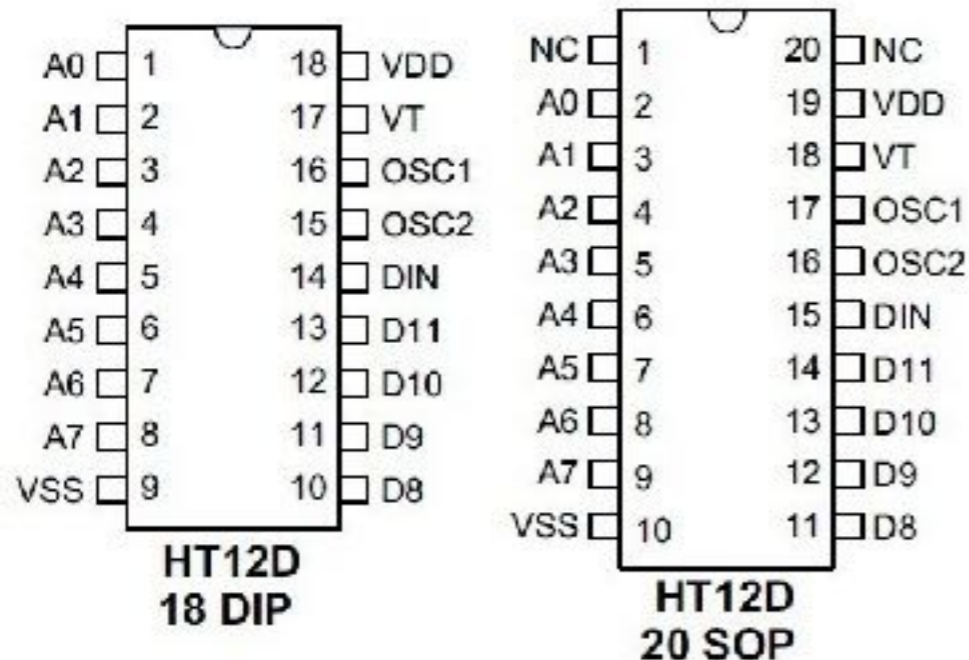 A0 1 18 VDD
A1 2 17 VT
A2 3 16 OSC1
A3 4 15 OSC2
A4 5 14 DIN
A5 6 13 D11
A6 7 12 D10
A7 8 11 D9
VSS 9 10 D8
HT12D
18 DIP
NC 1 20 NC
A0 2 19 VDD
A1 3 18 VT
A2 4 17 OSC1
A3 5 16 OSC2
A4 6 15 DIN
A5 7 14 D11
A6 8 13 D10
A7 9 12 D9
VSS 10 11 D8
HT12D
20 SOP